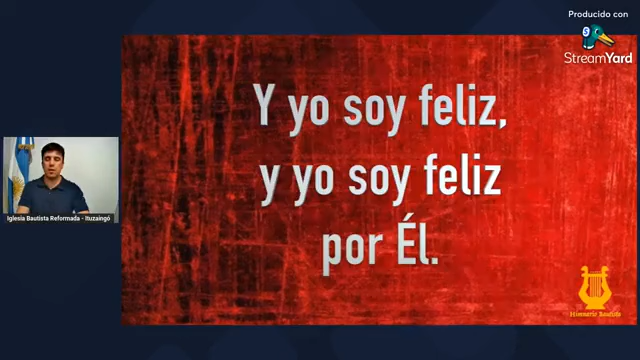 Producido con
StreamYard
Y yo soy feliz,
y yo soy feliz
por Él.
Iglesia Bautista Reformada - Ituzaingó
Himnario Bautista